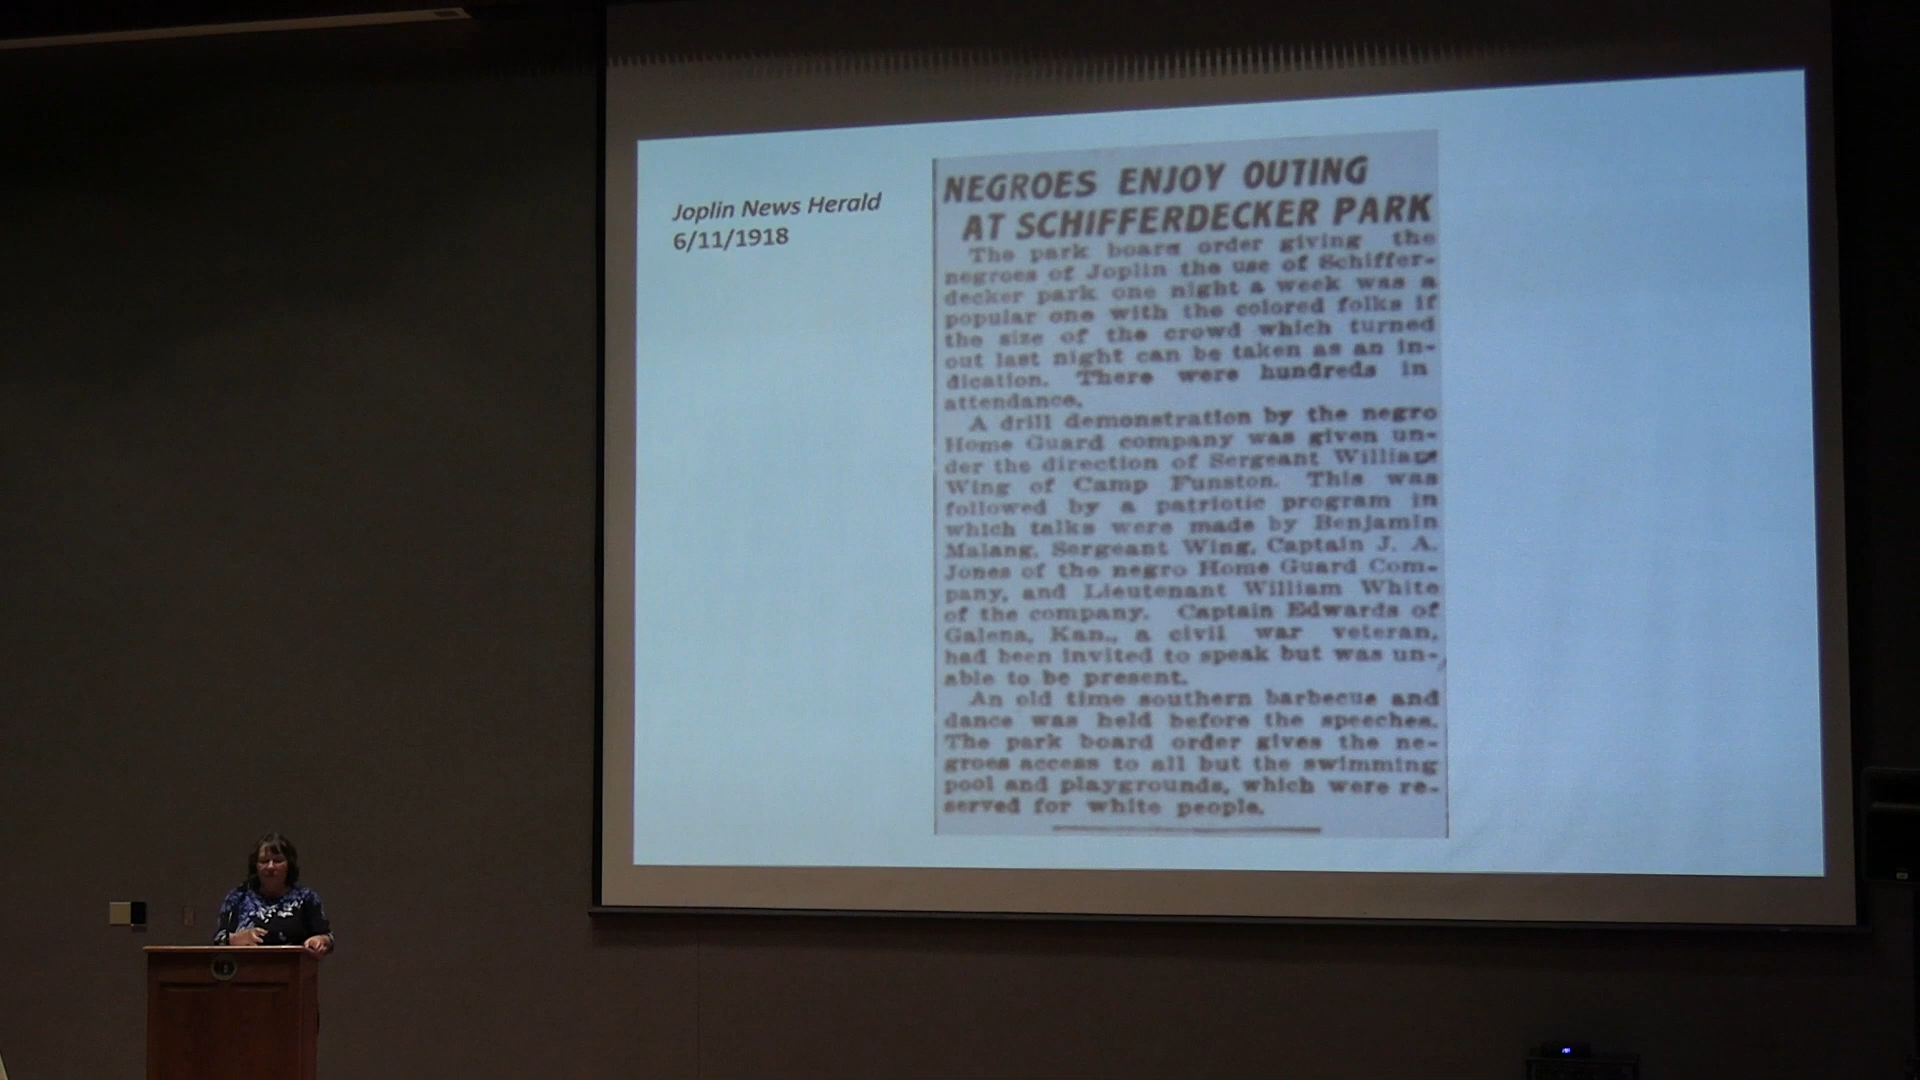 Joplin News Herald
6/11/1918
NEGROES ENJOY OUTING
AT SCHIFFERDECKER PARK
The park board order giving the
negroes of Joplin the use of Schiffer-
decker park one night a week was a
popular one with the colored folks if
the size of the crowd which turned
out last night can be taken as an in-
dication. There were hundreds in
attendance.
A drill demonstration by the negro
Home Guard company was given un-
der the direction of Sergeant William
Wing of Camp Funston. This was
followed by a patriotic program in
which talks were made by Benjamin
Malang, Sergeant Wing, Captain J. A.
Jones of the negro Home Guard Com-
pany, and Lieutenant William White
of the company. Captain Edwards of
Galena, Kan., a civil war veteran,
had been invited to speak but was un-
able to be present.
An old time southern barbecue and
dance was held before the speeches.
The park board order gives the ne-
groes access to all but the swimming
pool and playgrounds, which were re-
served for white people.